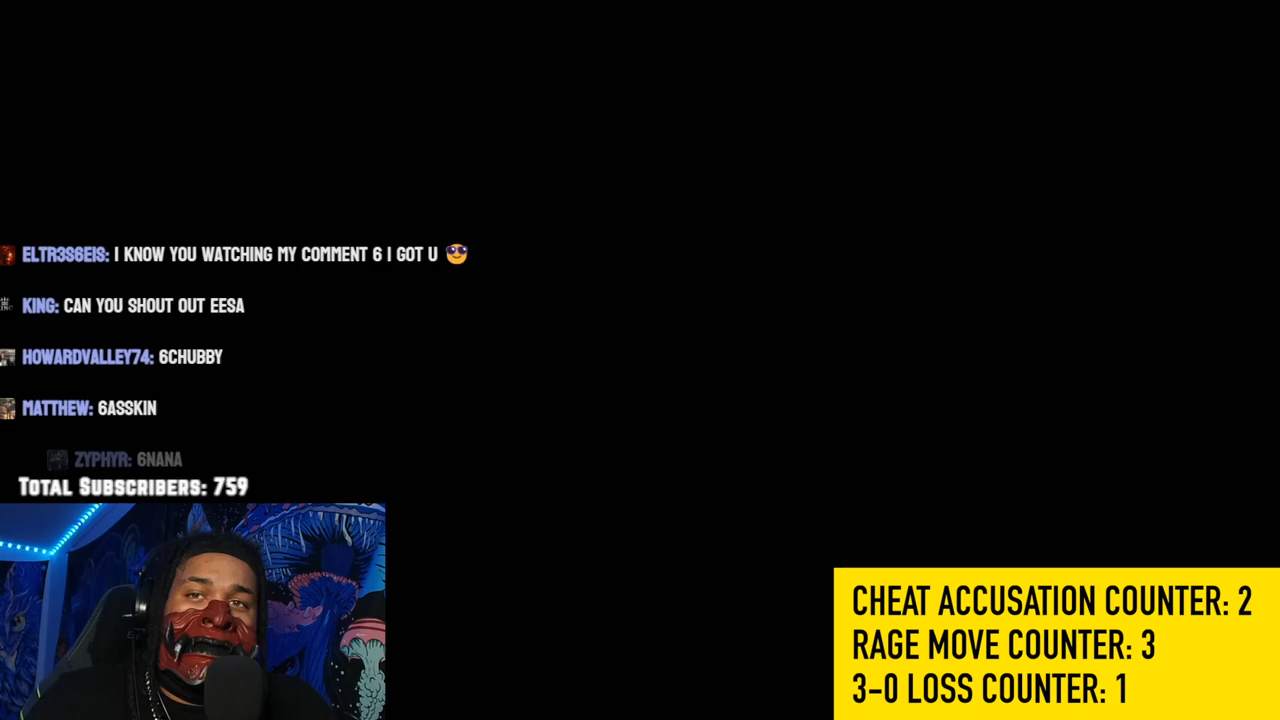 ELTR3S6EIS: I KNOW YOU WATCHING MY COMMENT 6 I GOT U 😎
KING: CAN YOU SHOUT OUT EESA
HOWARDVALLEY74: 6CHUBBY
MATTHEW: 6ASSKIN
ZYPHYR: 6NANA
TOTAL SUBSCRIBERS: 759
CHEAT ACCUSATION COUNTER: 2
RAGE MOVE COUNTER: 3
3-0 LOSS COUNTER: 1